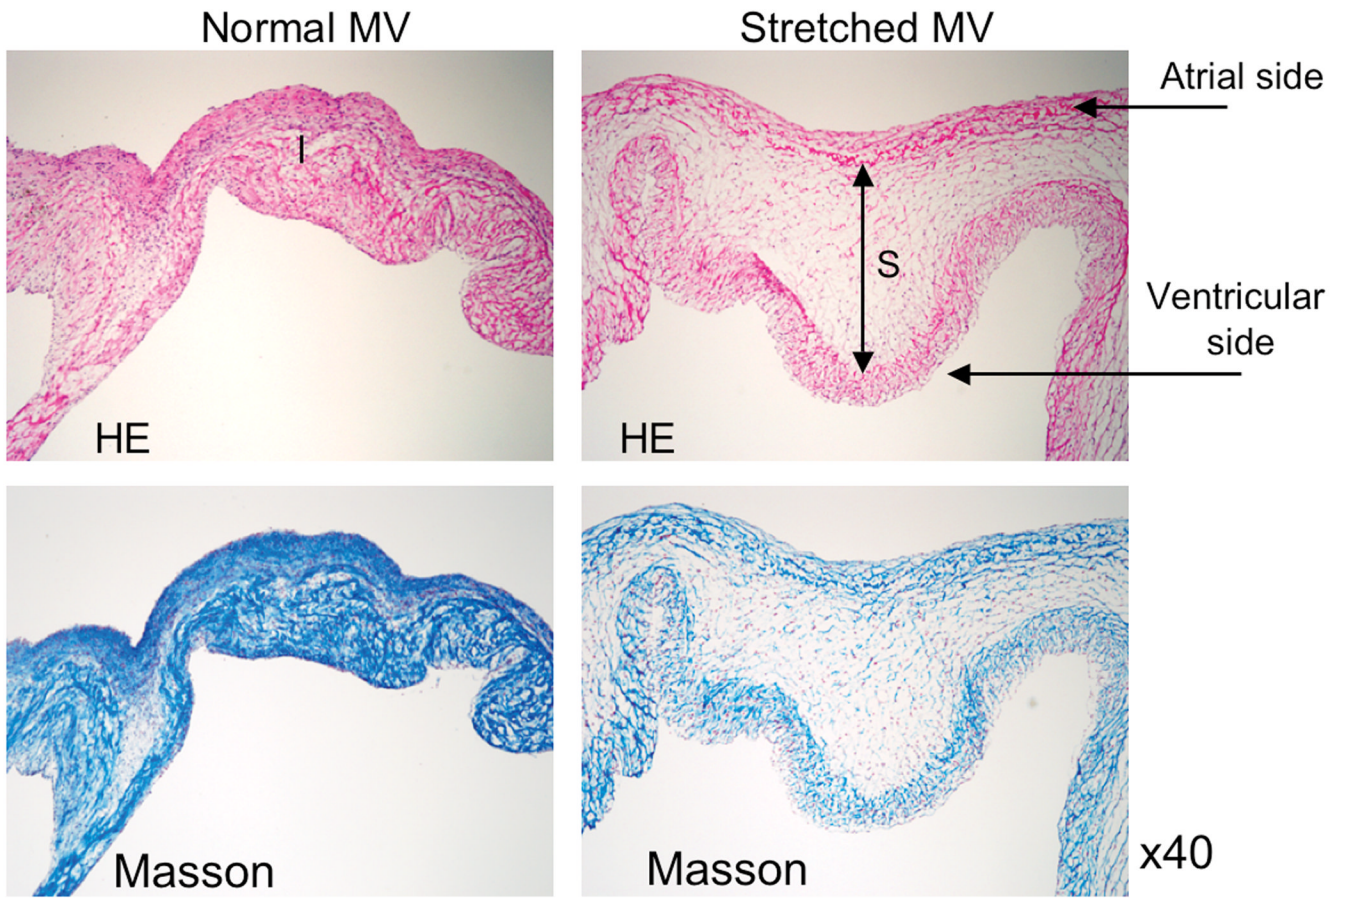 Normal MV
Stretched MV
Atrial side
I
S
Ventricular
side
HE
HE
Masson
Masson
x40